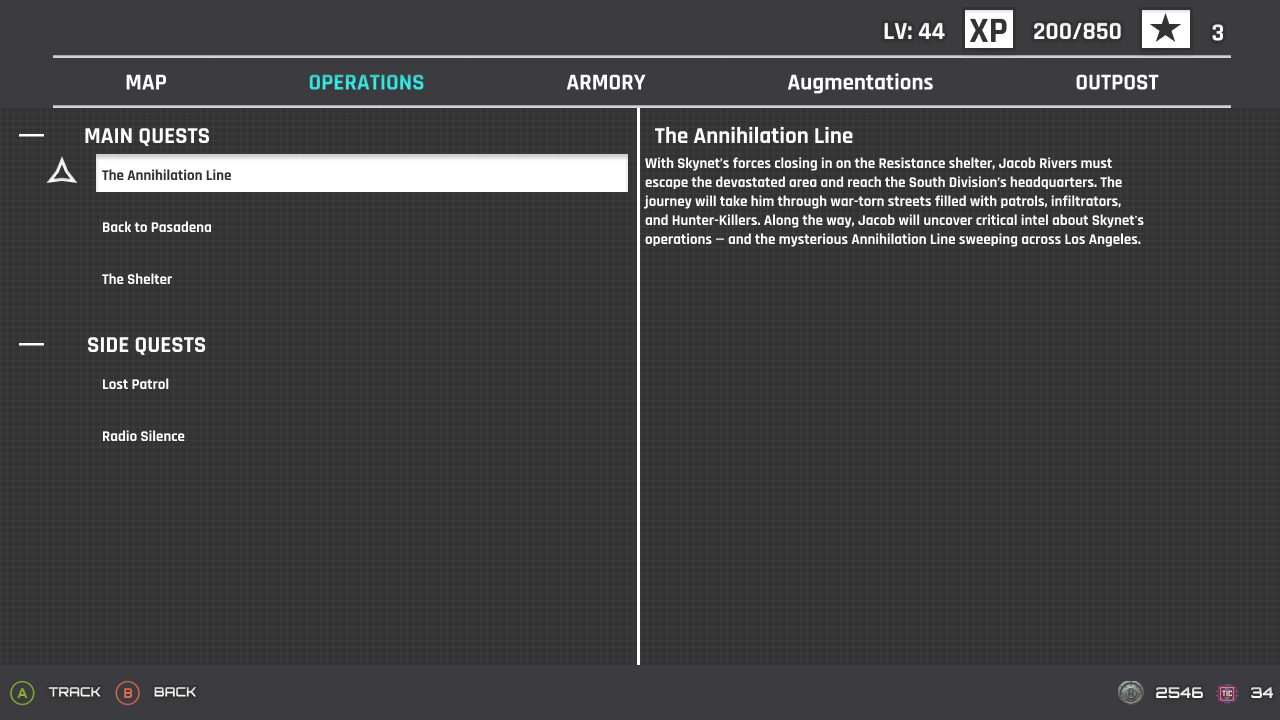 LV: 44 XP 200/850 3
MAP OPERATIONS ARMORY Augmentations OUTPOST
MAIN QUESTS
The Annihilation Line
Back to Pasadena
The Shelter
SIDE QUESTS
Lost Patrol
Radio Silence
The Annihilation Line
With Skynet's forces closing in on the Resistance shelter, Jacob Rivers must
escape the devastated area and reach the South Division's headquarters. The
journey will take him through war-torn streets filled with patrols, infiltrators,
and Hunter-Killers. Along the way, Jacob will uncover critical intel about Skynet's
operations — and the mysterious Annihilation Line sweeping across Los Angeles.
A TRACK B BACK
2546 TIC 34